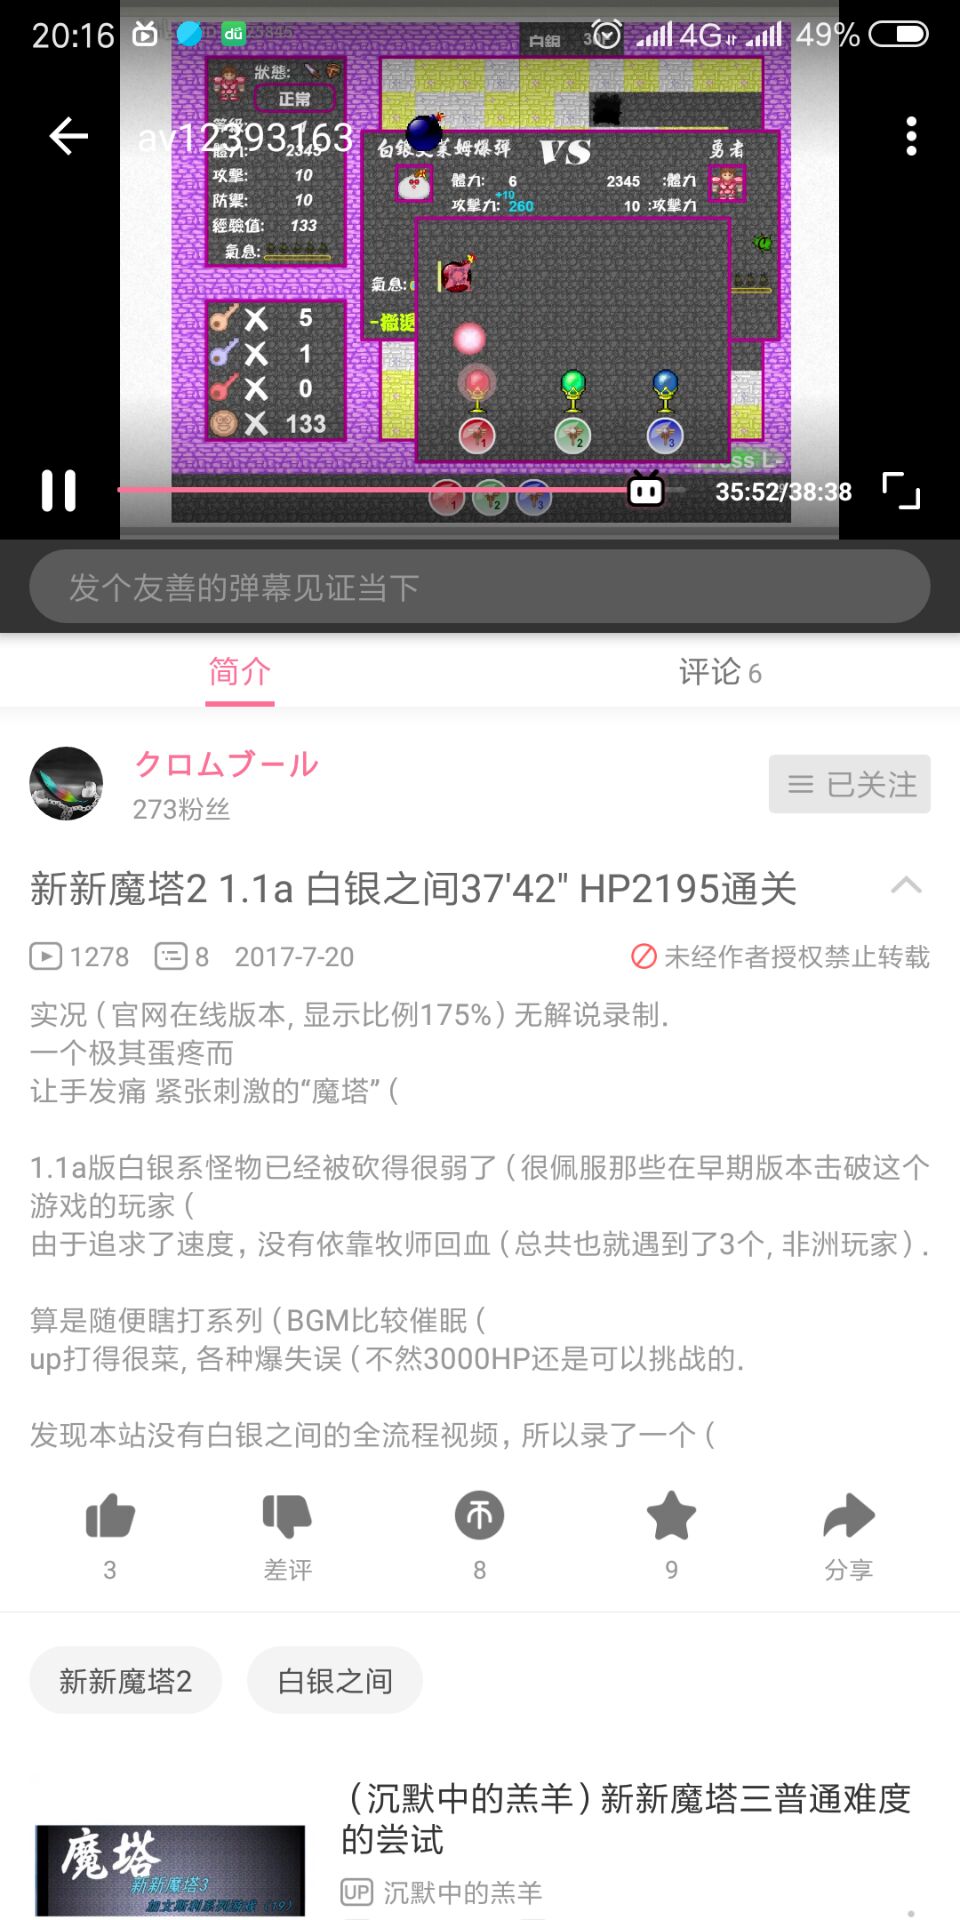 20:16
4G
49%
av12393163
白銀
狀態:
正常
體力: 2345
攻擊: 10
防禦: 10
經驗值: 133
氣息:
5
1
0
133
VS
勇者
體力: 6
2345 :體力
+10
攻擊力: 260
10 :攻擊力
氣息:
1 2 3
1 2 3
35:52/38:38
发个友善的弹幕见证当下
简介
评论 6
クロムブール
273粉丝
已关注
新新魔塔2 1.1a 白银之间37'42" HP2195通关
1278 8 2017-7-20 未经作者授权禁止转载
实况 ( 官网在线版本, 显示比例175% ) 无解说录制.
一个极其蛋疼而
让手发痛 紧张刺激的“魔塔” (
1.1a版白银系怪物已经被砍得很弱了 ( 很佩服那些在早期版本击破这个
游戏的玩家 (
由于追求了速度, 没有依靠牧师回血 ( 总共也就遇到了3个, 非洲玩家 ) .
算是随便瞎打系列 ( BGM比较催眠 (
up打得很菜, 各种爆失误 ( 不然3000HP还是可以挑战的.
发现本站没有白银之间的全流程视频, 所以录了一个 (
3
差评
8
9
分享
新新魔塔2
白银之间
（沉默中的羔羊）新新魔塔三普通难度
的尝试
UP 沉默中的羔羊
魔塔
新新魔塔3